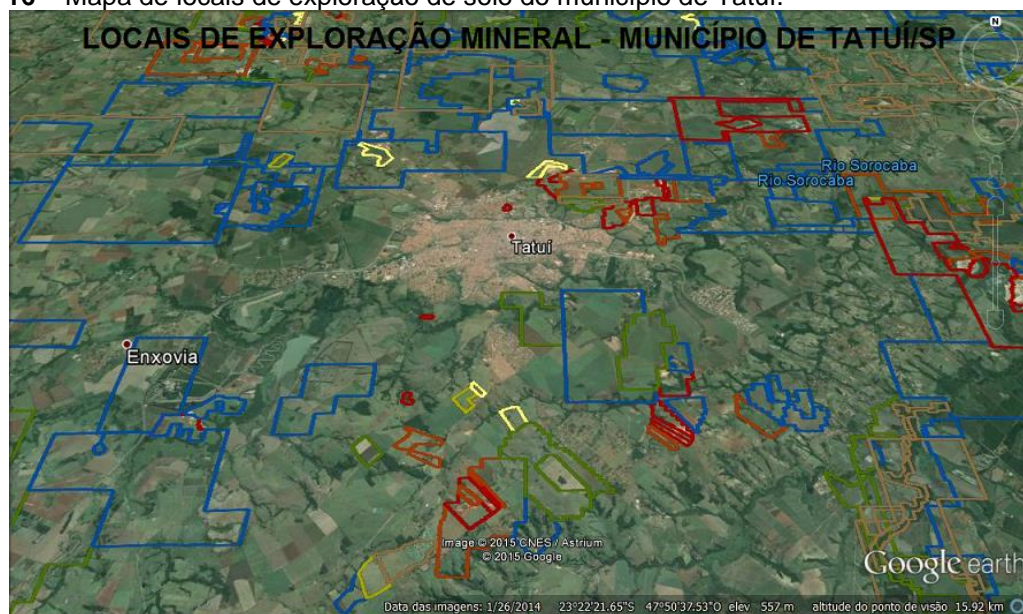 16 – Mapa de locais de exploração de solo do município de Tatuí.
LOCAIS DE EXPLORAÇÃO MINERAL - MUNICÍPIO DE TATUÍ/SP
N
Rio Sorocaba
Rio Sorocaba
Tatuí
Enxovia
Image © 2015 CNES / Astrium
© 2015 Google
Google earth
Data das imagens: 1/26/2014 23°22'21.65"S 47°50'37.53"O elev 557 m altitude do ponto de visão 15.92 km